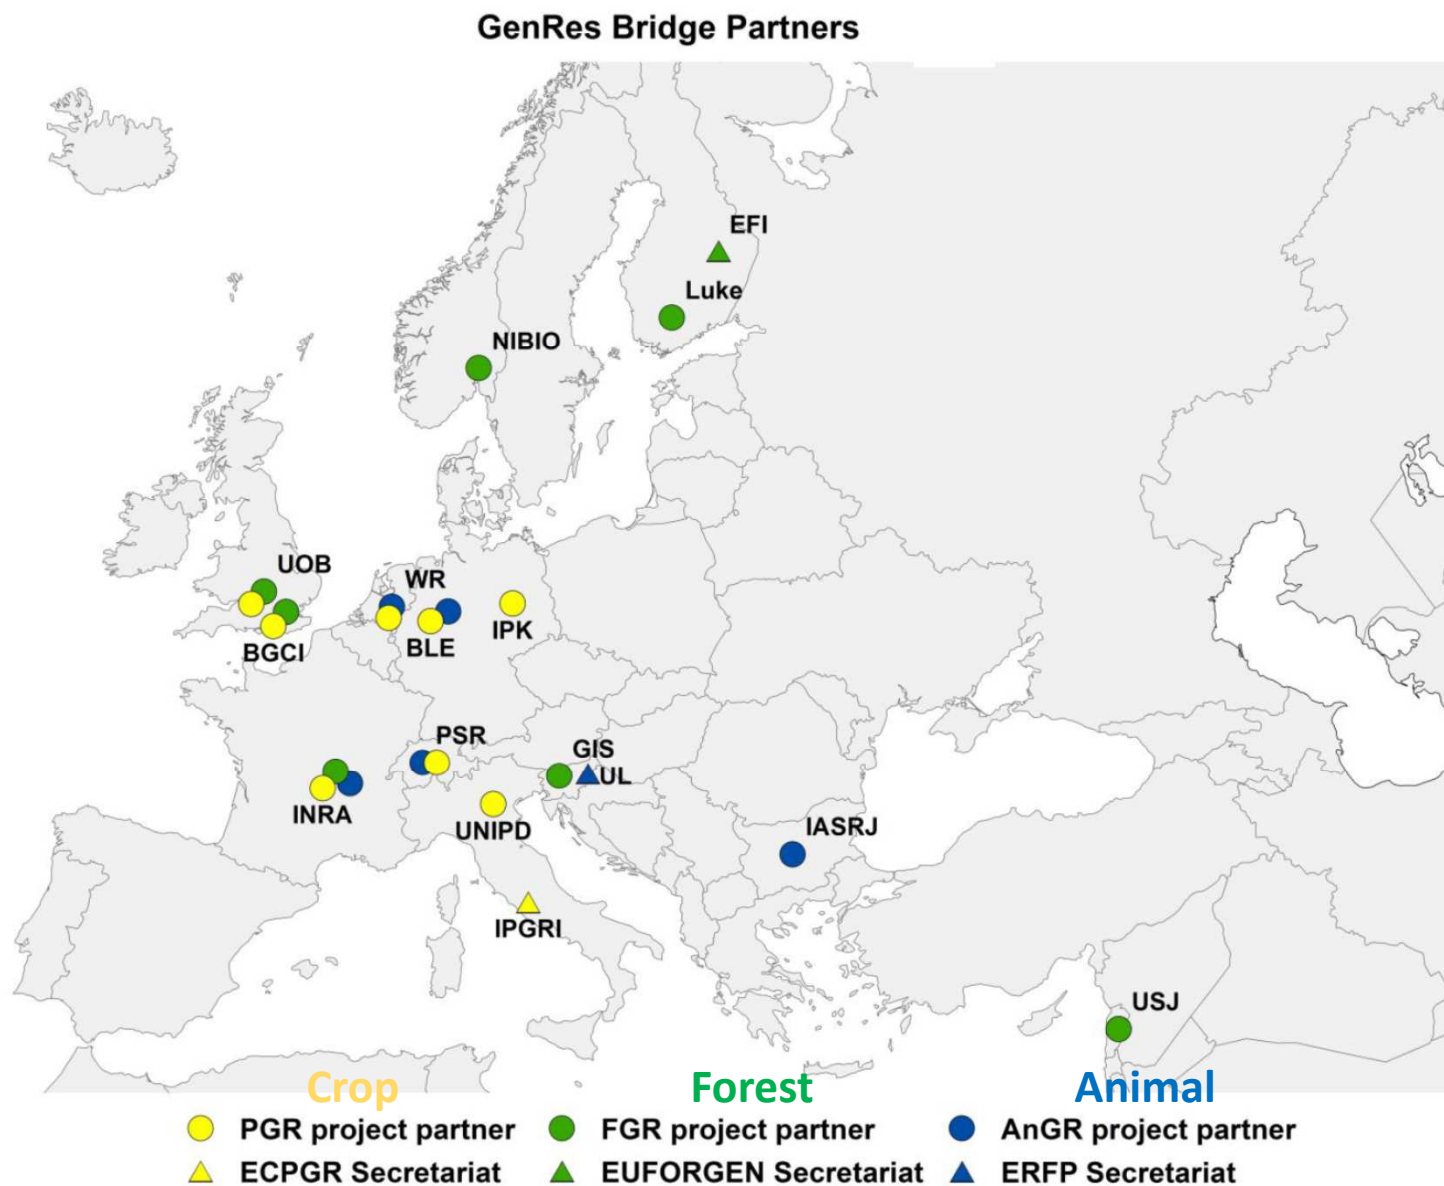 GenRes Bridge Partners
EFI
Luke
NIBIO
UOB
WR
IPK
BGCI
BLE
PSR
GIS
UL
INRA
UNIPD
IASRJ
IPGRI
USJ
Crop Forest Animal
PGR project partner FGR project partner AnGR project partner
ECPGR Secretariat EUFORGEN Secretariat ERFP Secretariat